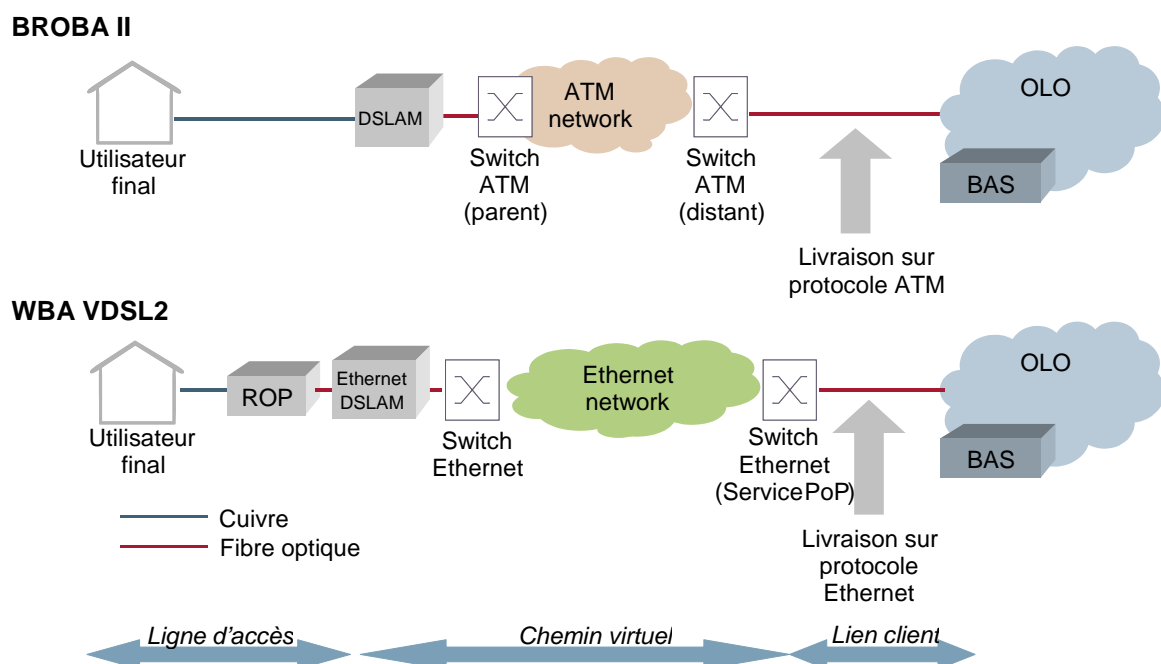 BROBA II
Utilisateur
final
DSLAM
Switch
ATM
(parent)
ATM
network
Switch
ATM
(distant)
OLO
BAS
Livraison sur
protocole ATM
WBA VDSL2
Utilisateur
final
ROP
Ethernet
DSLAM
Switch
Ethernet
Ethernet
network
Switch
Ethernet
(ServicePoP)
OLO
BAS
Livraison sur
protocole
Ethernet
Cuivre
Fibre optique
Ligne d'accès
Chemin virtuel
Lien client